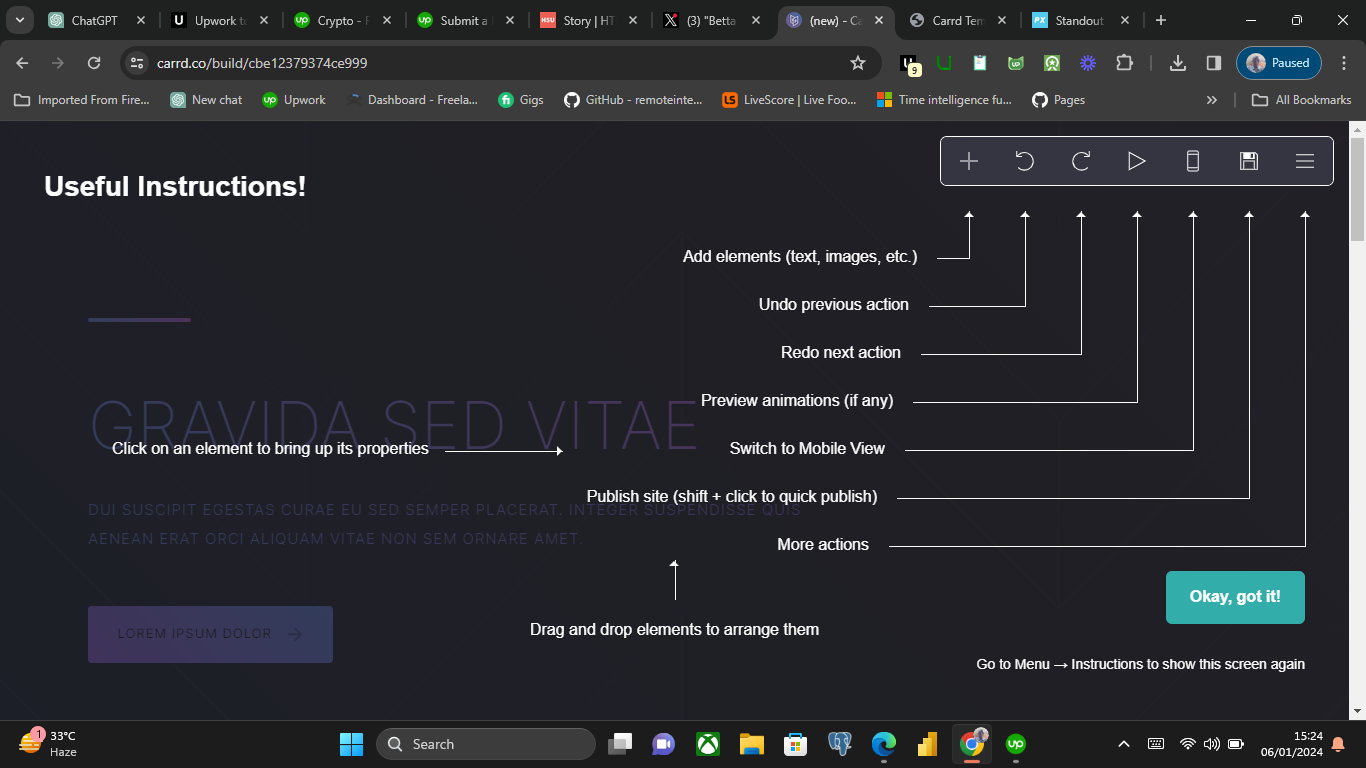 ChatGPT
Upwork to
Crypto - F
Submit a
Story | HT
(3) "Betta
(new) - Ca
Carrd Tem
Standout
carrd.co/build/cbe12379374ce999
9
Paused
Imported From Fire...
New chat
Upwork
Dashboard - Freela...
Gigs
GitHub - remoteinte...
LiveScore | Live Foo...
Time intelligence fu...
Pages
All Bookmarks
Useful Instructions!
Add elements (text, images, etc.)
Undo previous action
Redo next action
Preview animations (if any)
GRAVIDA SED VITAE
Click on an element to bring up its properties
Switch to Mobile View
Publish site (shift + click to quick publish)
DUI SUSCIPIT EGESTAS CURAE EU SED SEMPER PLACERAT. INTEGER SUSPENDISSE QUIS
AENEAN ERAT ORCI ALIQUAM VITAE NON SEM ORNARE AMET.
More actions
Okay, got it!
LOREM IPSUM DOLOR
Drag and drop elements to arrange them
Go to Menu → Instructions to show this screen again
1
33°C
Haze
Search
15:24
06/01/2024